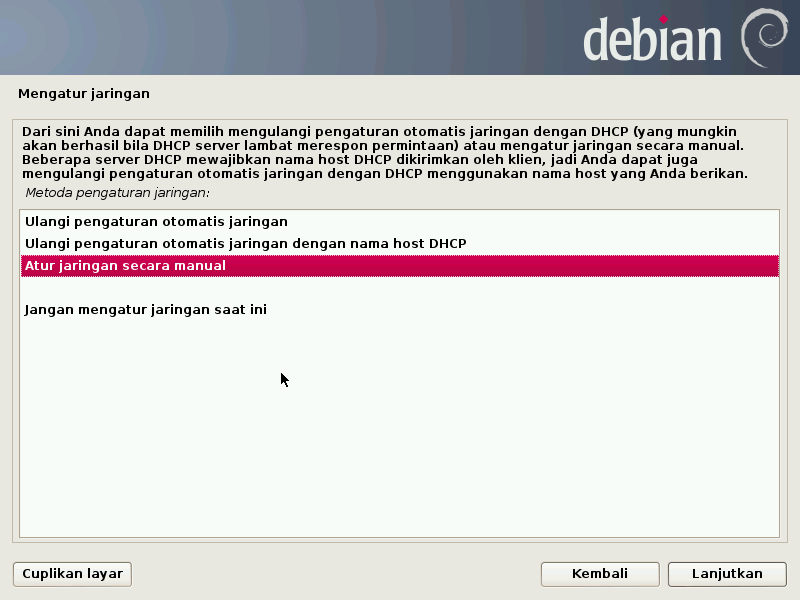 debian
Mengatur jaringan
Dari sini Anda dapat memilih mengulangi pengaturan otomatis jaringan dengan DHCP (yang mungkin
akan berhasil bila DHCP server lambat merespon permintaan) atau mengatur jaringan secara manual.
Beberapa server DHCP mewajibkan nama host DHCP dikirimkan oleh klien, jadi Anda dapat juga
mengulangi pengaturan otomatis jaringan dengan DHCP menggunakan nama host yang Anda berikan.
Metoda pengaturan jaringan:
Ulangi pengaturan otomatis jaringan
Ulangi pengaturan otomatis jaringan dengan nama host DHCP
Atur jaringan secara manual
Jangan mengatur jaringan saat ini
Cuplikan layar
Kembali
Lanjutkan